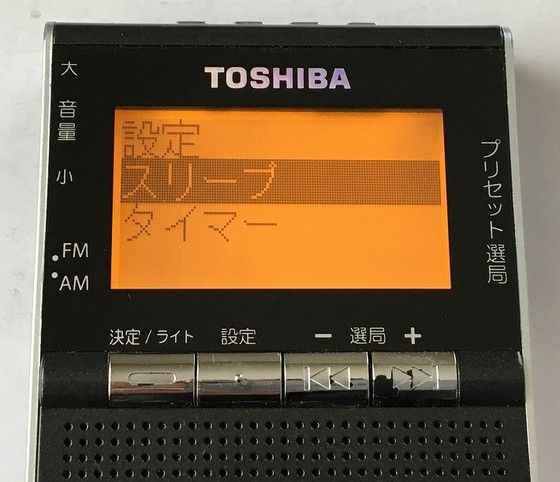 TOSHIBA
大
音量
小
FM
AM
設定
スリープ
タイマー
プリセット選局
決定/ライト 設定 − 選局 +